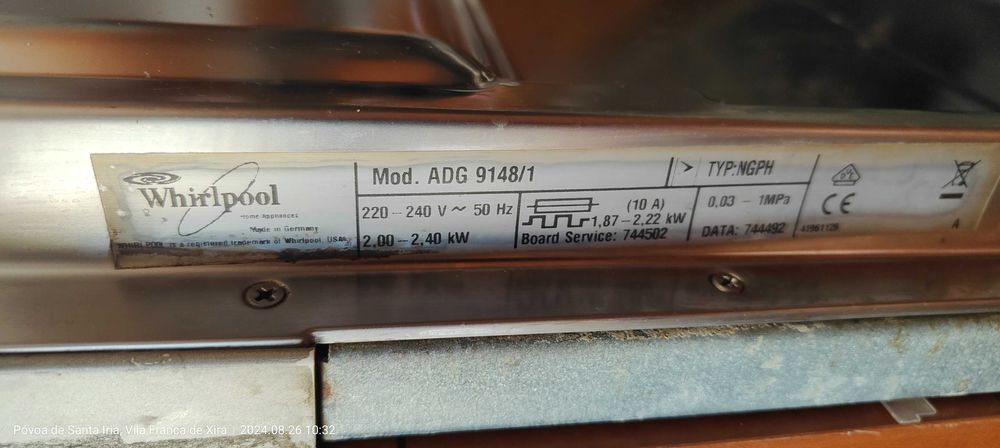 Whirlpool
Home Appliances
Made in Germany
WHIRLPOOL is a registered trademark of Whirlpool USA
Mod. ADG 9148/1
TYP:NGPH
220 – 240 V ~ 50 Hz
(10 A)
0,03 - 1MPa
2.00 – 2,40 kW
1,87 – 2,22 kW
Board Service: 744502
DATA: 744492
CE
41961128
A
Póvoa de Santa Iria, Vila Franca de Xira | 2024.08.26 10:32